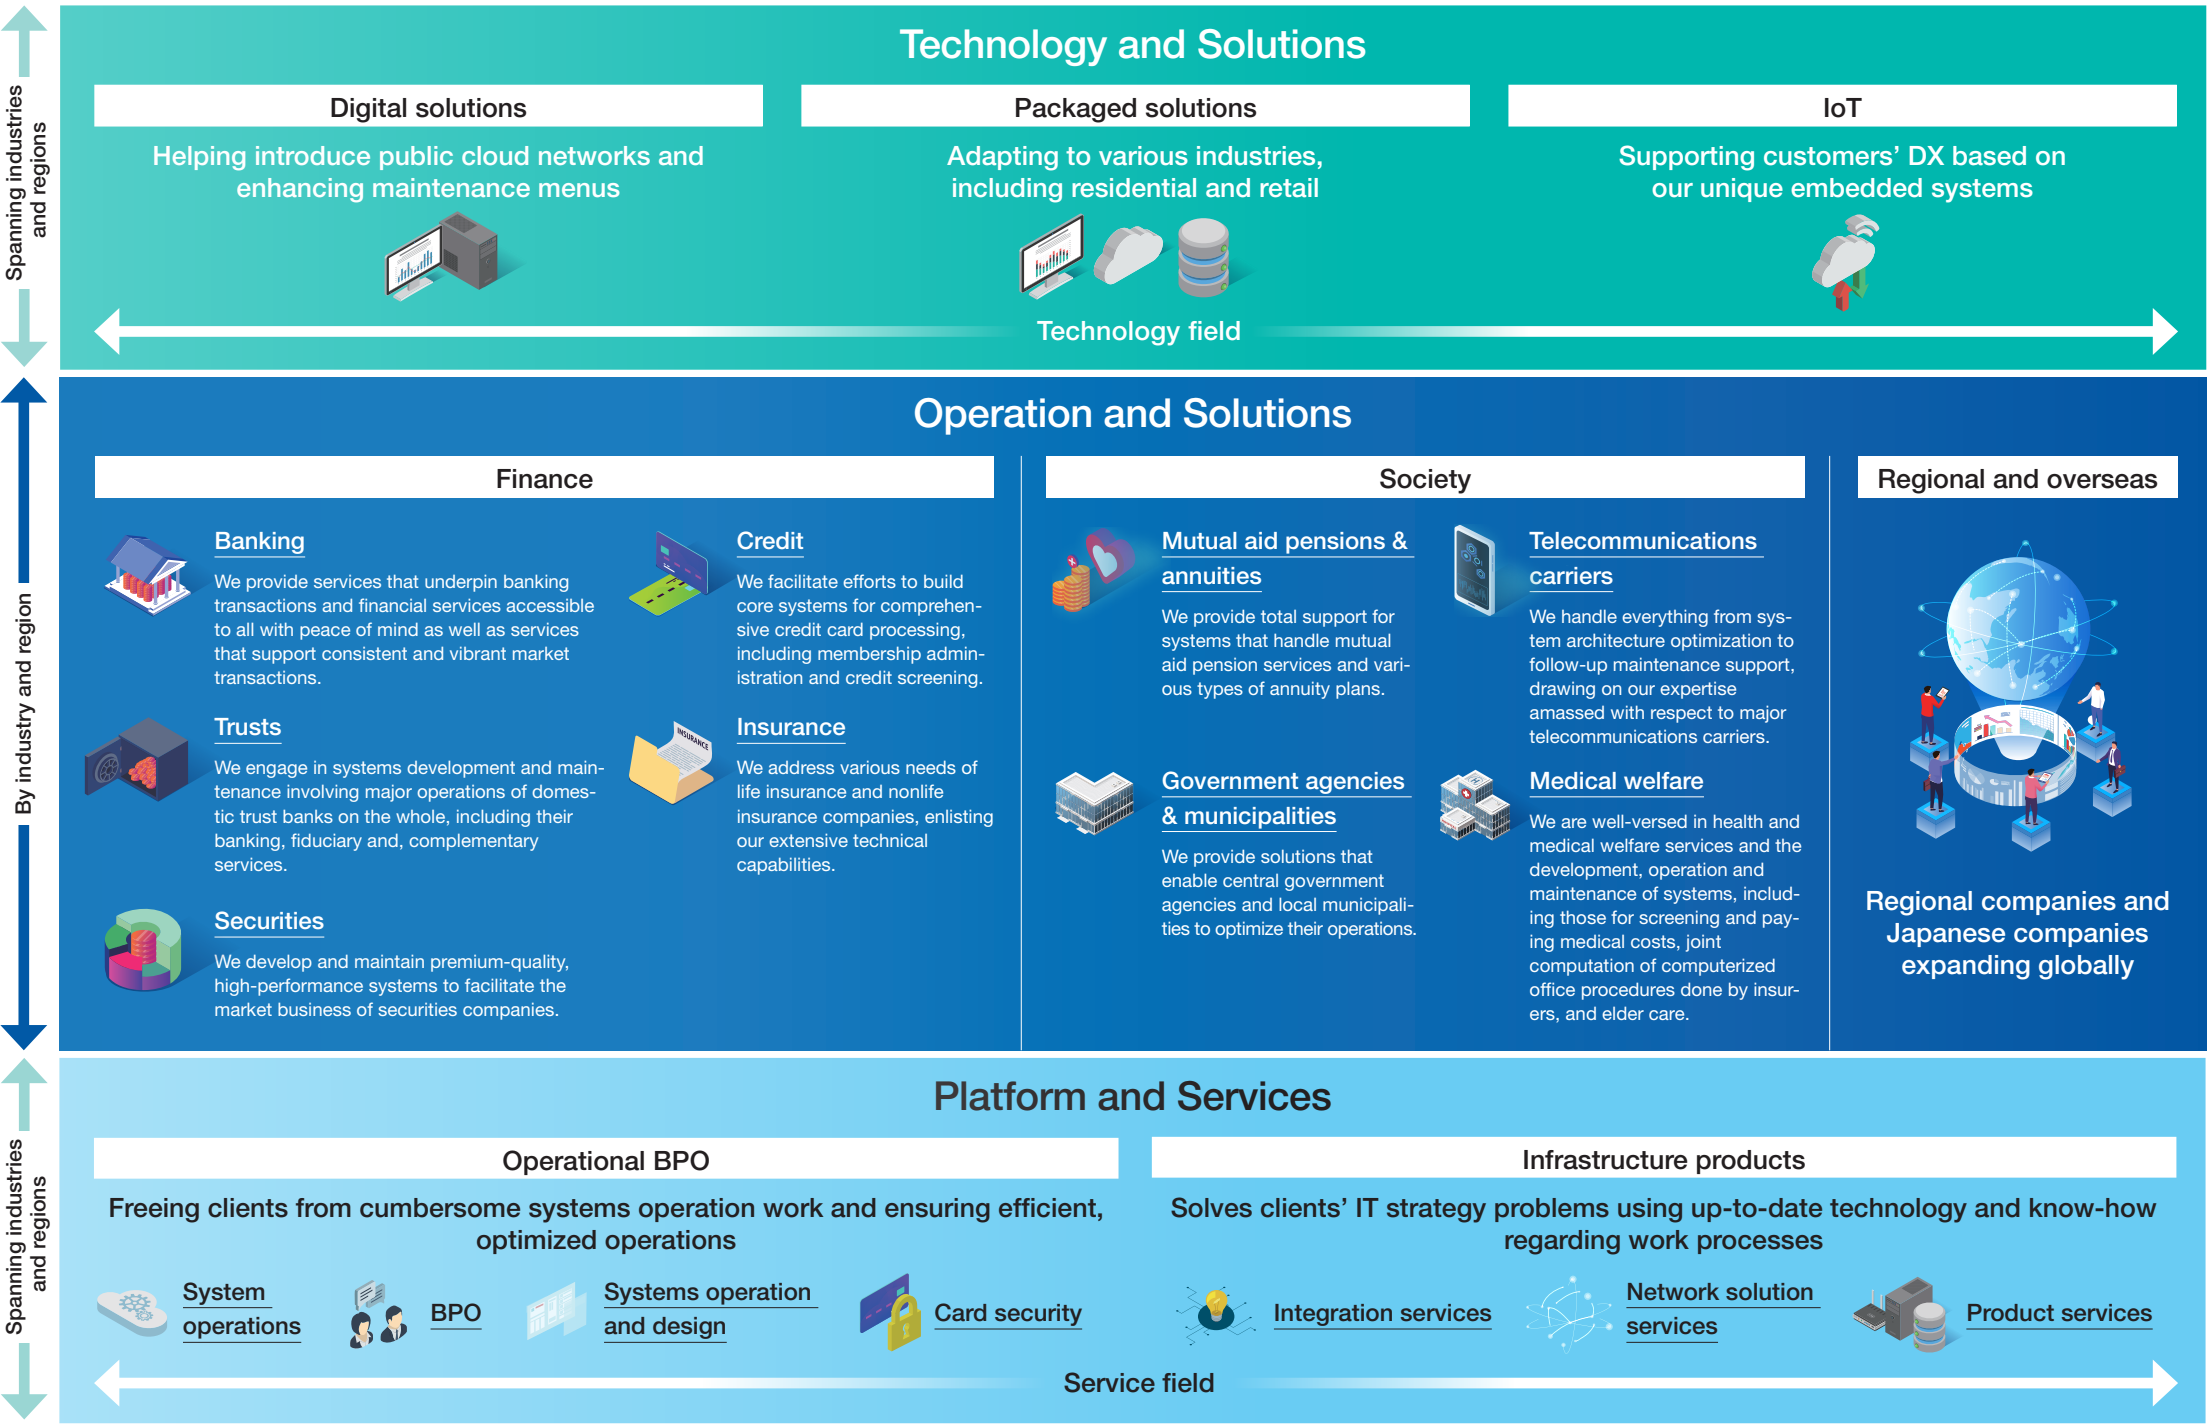 Spanning industries
and regions
Technology and Solutions
Digital solutions
Helping introduce public cloud networks and
enhancing maintenance menus
Packaged solutions
Adapting to various industries,
including residential and retail
IoT
Supporting customers’ DX based on
our unique embedded systems
Technology field
By industry and region
Operation and Solutions
Finance
Banking
We provide services that underpin banking
transactions and financial services accessible
to all with peace of mind as well as services
that support consistent and vibrant market
transactions.
Trusts
We engage in systems development and main-
tenance involving major operations of domes-
tic trust banks on the whole, including their
banking, fiduciary and, complementary
services.
Securities
We develop and maintain premium-quality,
high-performance systems to facilitate the
market business of securities companies.
Credit
We facilitate efforts to build
core systems for comprehen-
sive credit card processing,
including membership admin-
istration and credit screening.
INSURANCE
Insurance
We address various needs of
life insurance and nonlife
insurance companies, enlisting
our extensive technical
capabilities.
Society
Mutual aid pensions &
annuities
We provide total support for
systems that handle mutual
aid pension services and vari-
ous types of annuity plans.
Government agencies
& municipalities
We provide solutions that
enable central government
agencies and local municipali-
ties to optimize their operations.
Telecommunications
carriers
We handle everything from sys-
tem architecture optimization to
follow-up maintenance support,
drawing on our expertise
amassed with respect to major
telecommunications carriers.
Medical welfare
We are well-versed in health and
medical welfare services and the
development, operation and
maintenance of systems, includ-
ing those for screening and pay-
ing medical costs, joint
computation of computerized
office procedures done by insur-
ers, and elder care.
Regional and overseas
Regional companies and
Japanese companies
expanding globally
Spanning industries
and regions
Platform and Services
Operational BPO
Freeing clients from cumbersome systems operation work and ensuring efficient,
optimized operations
System
operations
BPO
Systems operation
and design
Card security
Infrastructure products
Solves clients’ IT strategy problems using up-to-date technology and know-how
regarding work processes
Integration services
Network solution
services
Product services
Service field